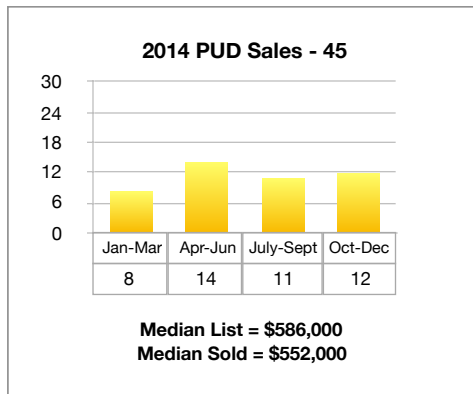 2014 PUD Sales - 45
30
24
18
12
6
0
Jan-Mar Apr-Jun July-Sept Oct-Dec
8 14 11 12
Median List = $586,000
Median Sold = $552,000